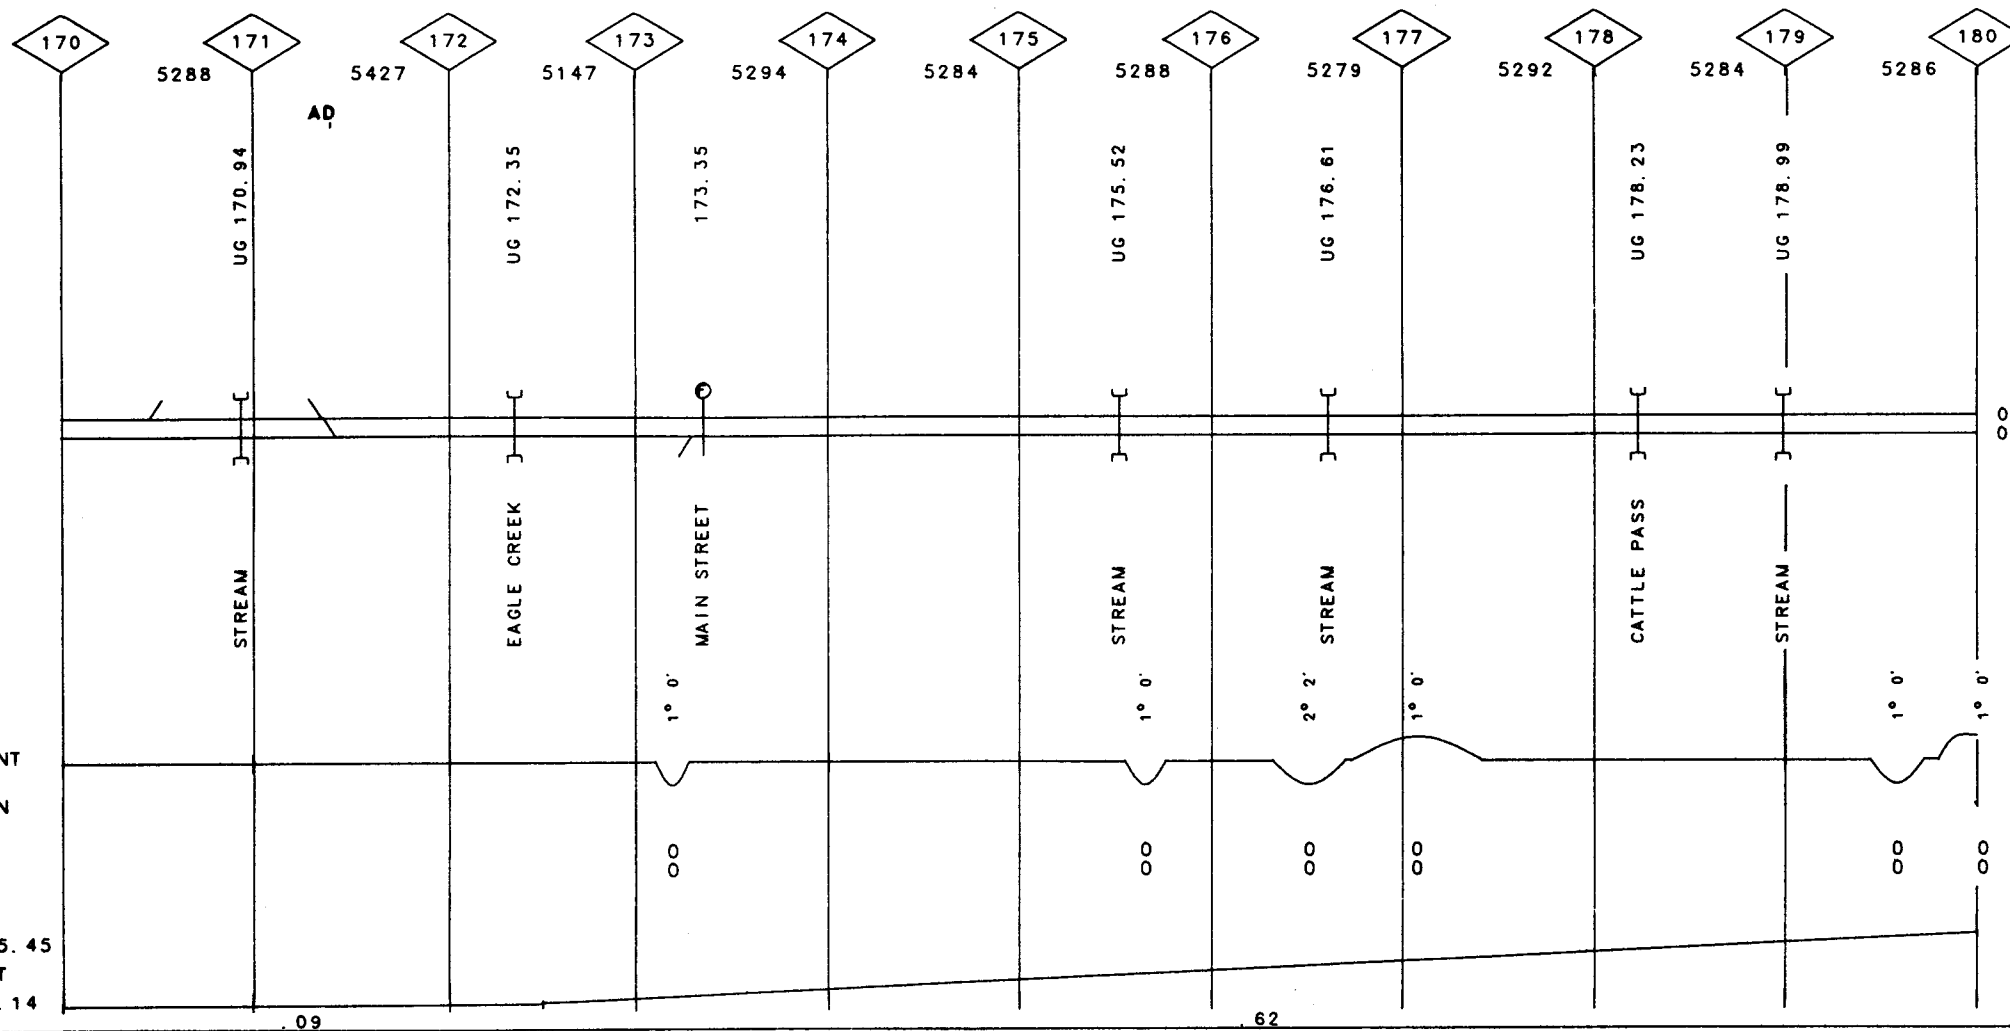 170 171 172 173 174 175 176 177 178 179 180
5288 5427 5147 5294 5284 5288 5279 5292 5284 5286
AD
UG 170.94
UG 172.35
173.35
UG 175.52
UG 176.61
UG 178.23
UG 178.99
0
0
STREAM
EAGLE CREEK
MAIN STREET
STREAM
STREAM
CATTLE PASS
STREAM
1° 0'
1° 0'
2° 2'
1° 0'
1° 0'
1° 0'
NT
N
0 0 0 0 0 0
0 0 0 0 0 0
5.45
T
.14
.09 .62